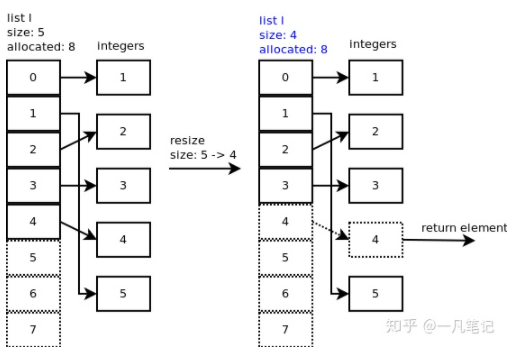 list l
size: 5
allocated: 8
integers
0
1
2
3
4
5
6
7
1
2
3
4
5
resize
size: 5 -> 4
list l
size: 4
allocated: 8
integers
0
1
2
3
4
5
6
7
1
2
3
4
5
return element
知乎 @一凡笔记